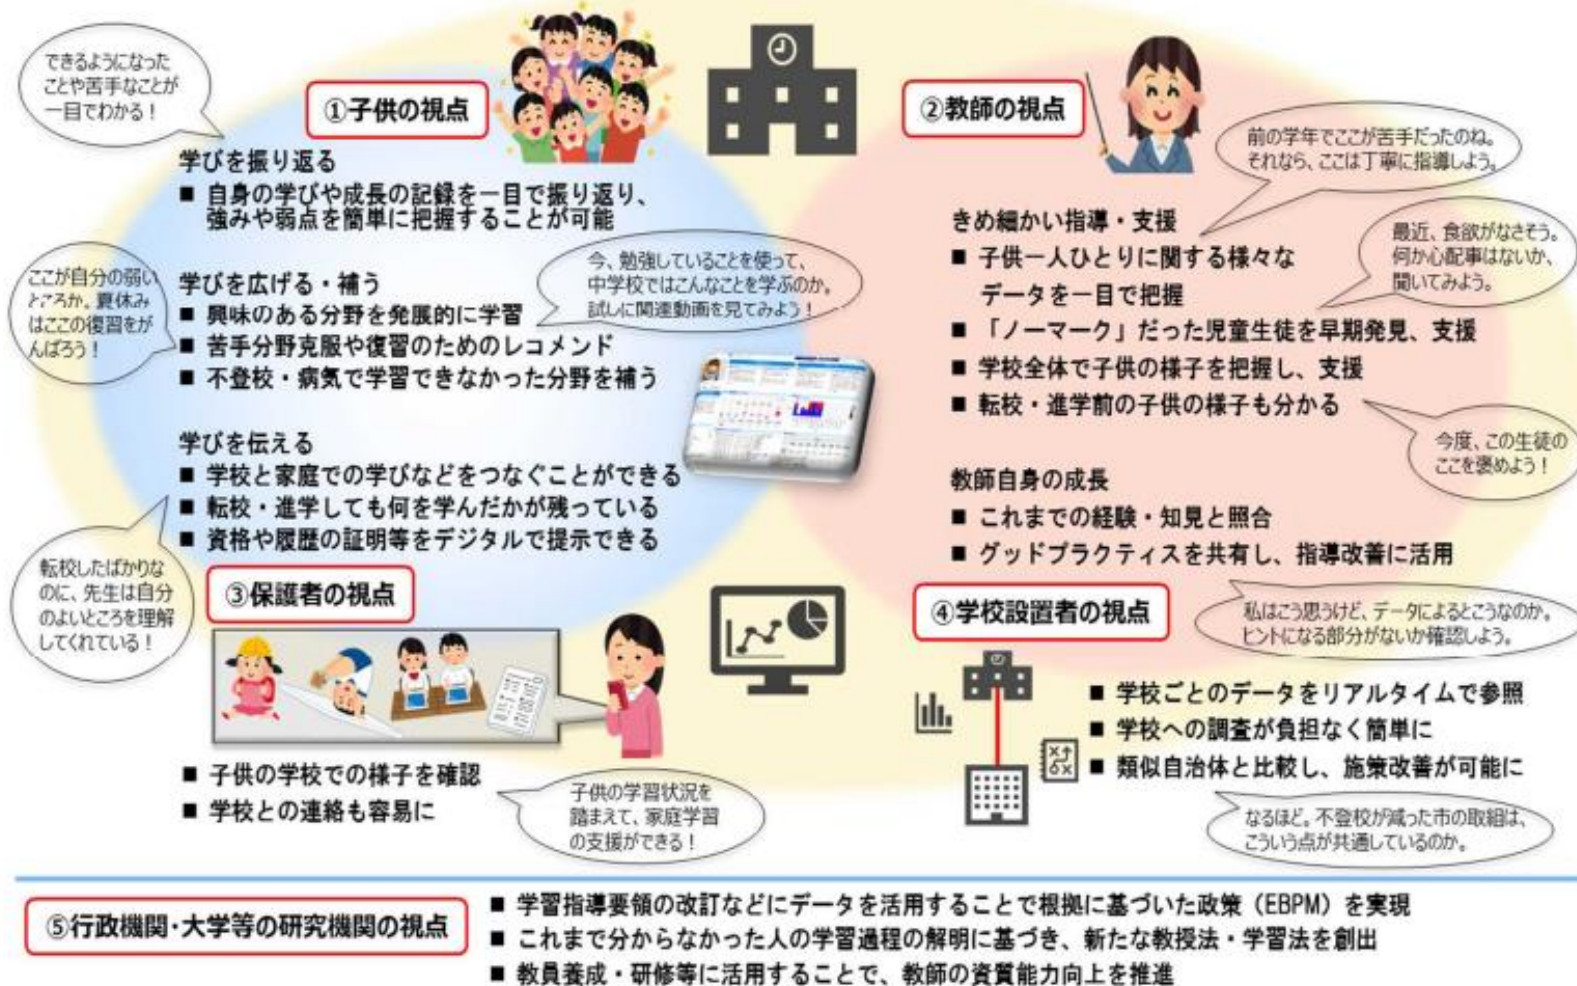 できるようになった
ことや苦手なことが
一目でわかる！
①子供の視点
学びを振り返る
■ 自身の学びや成長の記録を一目で振り返り、
強みや弱点を簡単に把握することが可能
ここが自分の弱い
ところか。夏休み
はここの復習をが
んばろう！
学びを広げる・補う
■ 興味のある分野を発展的に学習
■ 苦手分野克服や復習のためのレコメンド
■ 不登校・病気で学習できなかった分野を補う
今、勉強していることを使って、
中学校ではこんなことを学ぶのか。
試しに関連動画を見てみよう！
学びを伝える
■ 学校と家庭での学びなどをつなぐことができる
■ 転校・進学しても何を学んだかが残っている
■ 資格や履歴の証明等をデジタルで提示できる
転校したばかりな
のに、先生は自分
のよいところを理解
してくれている！
②教師の視点
前の学年でここが苦手だったのね。
それなら、ここは丁寧に指導しよう。
きめ細かい指導・支援
■ 子供一人ひとりに関する様々な
データを一目で把握
■ 「ノーマーク」だった児童生徒を早期発見、支援
■ 学校全体で子供の様子を把握し、支援
■ 転校・進学前の子供の様子も分かる
最近、食欲がなさそう。
何か心配事はないか、
聞いてみよう。
今度、この生徒の
ここを褒めよう！
教師自身の成長
■ これまでの経験・知見と照合
■ グッドプラクティスを共有し、指導改善に活用
私はこう思うけど、データによるとこうなのか。
ヒントになる部分がないか確認しよう。
③保護者の視点
■ 子供の学校での様子を確認
■ 学校との連絡も容易に
子供の学習状況を
踏まえて、家庭学習
の支援ができる！
④学校設置者の視点
■ 学校ごとのデータをリアルタイムで参照
■ 学校への調査が負担なく簡単に
■ 類似自治体と比較し、施策改善が可能に
なるほど。不登校が減った市の取組は、
こういう点が共通しているのか。
⑤行政機関・大学等の研究機関の視点
■ 学習指導要領の改訂などにデータを活用することで根拠に基づいた政策（EBPM）を実現
■ これまで分からなかった人の学習過程の解明に基づき、新たな教授法・学習法を創出
■ 教員養成・研修等に活用することで、教師の資質能力向上を推進